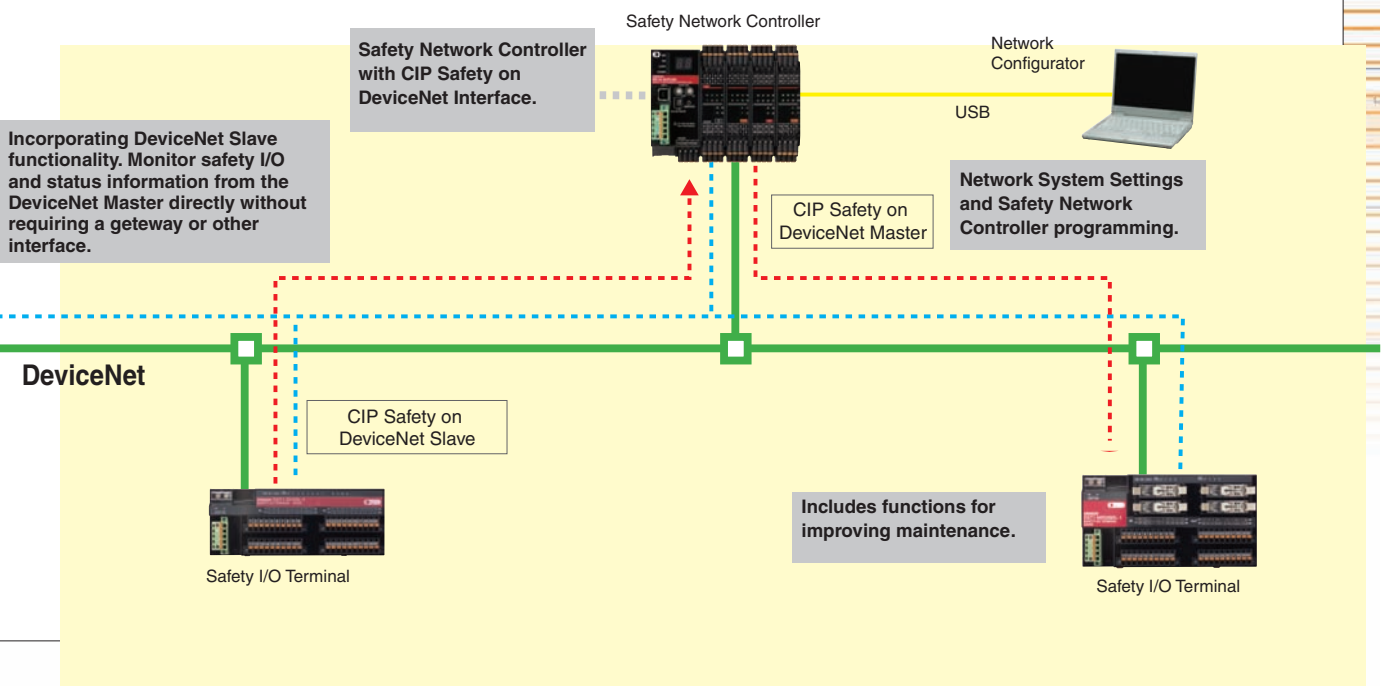 Safety Network Controller
Safety Network Controller
with CIP Safety on
DeviceNet Interface.
Network
Configurator
USB
Incorporating DeviceNet Slave
functionality. Monitor safety I/O
and status information from the
DeviceNet Master directly without
requiring a geteway or other
interface.
Network System Settings
and Safety Network
Controller programming.
CIP Safety on
DeviceNet Master
DeviceNet
CIP Safety on
DeviceNet Slave
Includes functions for
improving maintenance.
Safety I/O Terminal
Safety I/O Terminal